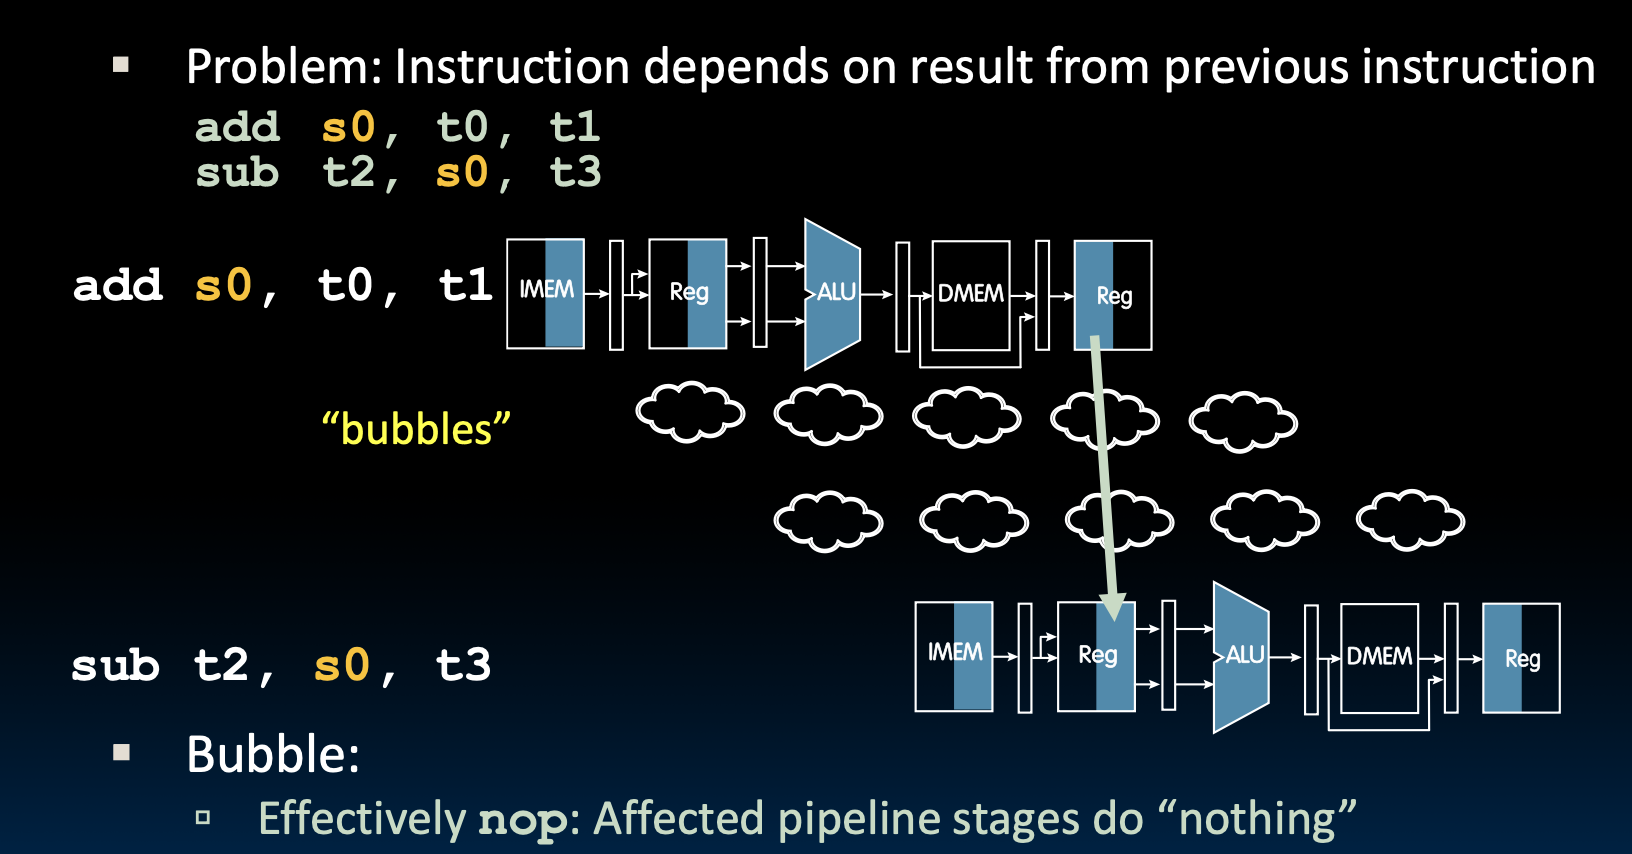 ▪ Problem: Instruction depends on result from previous instruction
add s0, t0, t1
sub t2, s0, t3
add s0, t0, t1
IMEM Reg ALU DMEM Reg
“bubbles”
sub t2, s0, t3
IMEM Reg ALU DMEM Reg
▪ Bubble:
▫ Effectively nop: Affected pipeline stages do “nothing”